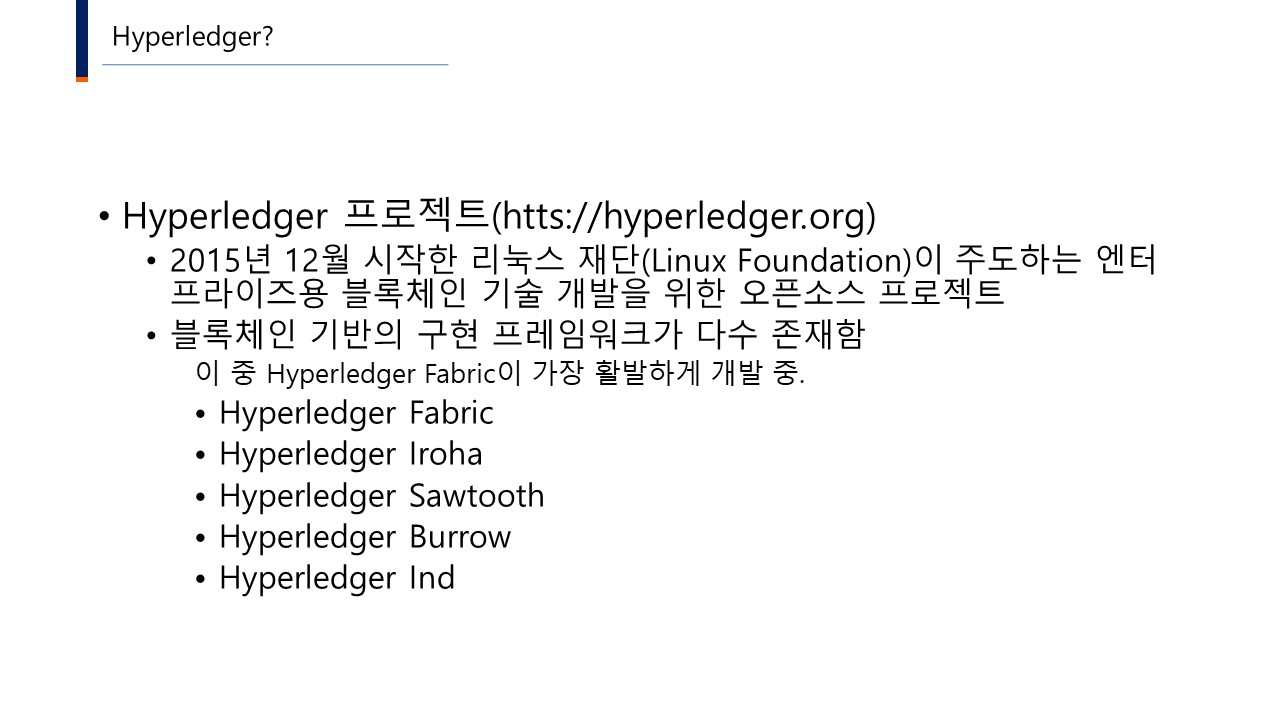 Hyperledger?
• Hyperledger 프로젝트(htts://hyperledger.org)
• 2015년 12월 시작한 리눅스 재단(Linux Foundation)이 주도하는 엔터
프라이즈용 블록체인 기술 개발을 위한 오픈소스 프로젝트
• 블록체인 기반의 구현 프레임워크가 다수 존재함
이 중 Hyperledger Fabric이 가장 활발하게 개발 중.
• Hyperledger Fabric
• Hyperledger Iroha
• Hyperledger Sawtooth
• Hyperledger Burrow
• Hyperledger Ind